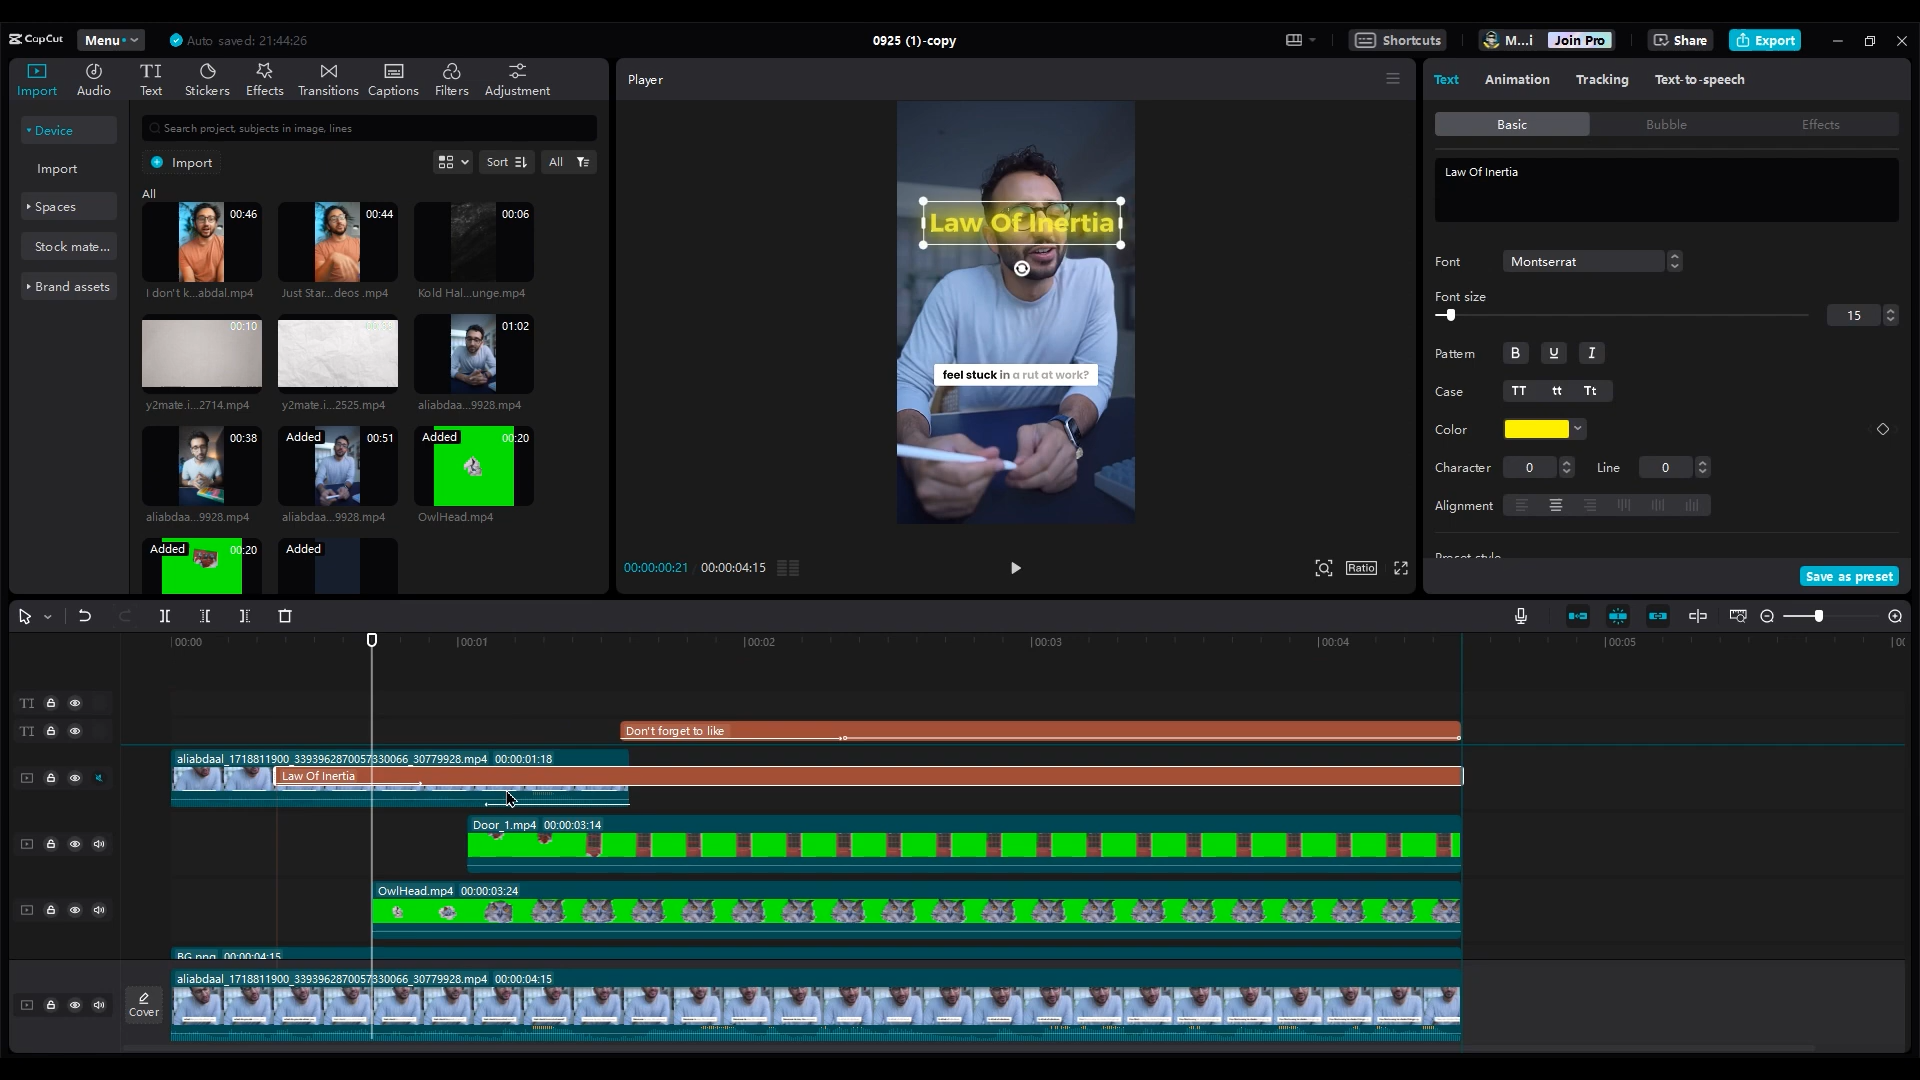 CapCut
Menu
Auto saved: 21:44:26
0925 (1)-copy
Shortcuts
M...i
Join Pro
Share
Export
Import
Audio
TI
Text
Stickers
Effects
Transitions
Captions
Filters
Adjustment
Device
Import
Spaces
Stock mate...
Brand assets
Search project, subjects in image, lines
Import
Sort
All
All
00:46
I don't k...abdal.mp4
00:44
Just Star...deos .mp4
00:06
Kold Hal...unge.mp4
00:10
y2mate.i...2714.mp4
y2mate.i...2525.mp4
01:02
aliabdaa...9928.mp4
00:38
aliabdaa...9928.mp4
Added
00:51
aliabdaa...9928.mp4
Added
00:20
OwlHead.mp4
Added
00:20
Added
Player
Law Of Inertia
feel stuck in a rut at work?
00:00:00:21
00:00:04:15
Ratio
Text
Animation
Tracking
Text-to-speech
Basic
Bubble
Effects
Law Of Inertia
Font
Montserrat
Font size
15
Pattern
B
U
I
Case
TT
tt
Tt
Color
Character
0
Line
0
Alignment
Preset style
Save as preset
00:00
00:01
00:02
00:03
00:04
00:05
TI
TI
Don't forget to like
aliabdaal_1718811900_3393962870057330066_30779928.mp4 00:00:01:18
Law Of Inertia
Door_1.mp4 00:00:03:14
OwlHead.mp4 00:00:03:24
BG.png 00:00:04:15
aliabdaal_1718811900_3393962870057330066_30779928.mp4 00:00:04:15
Cover